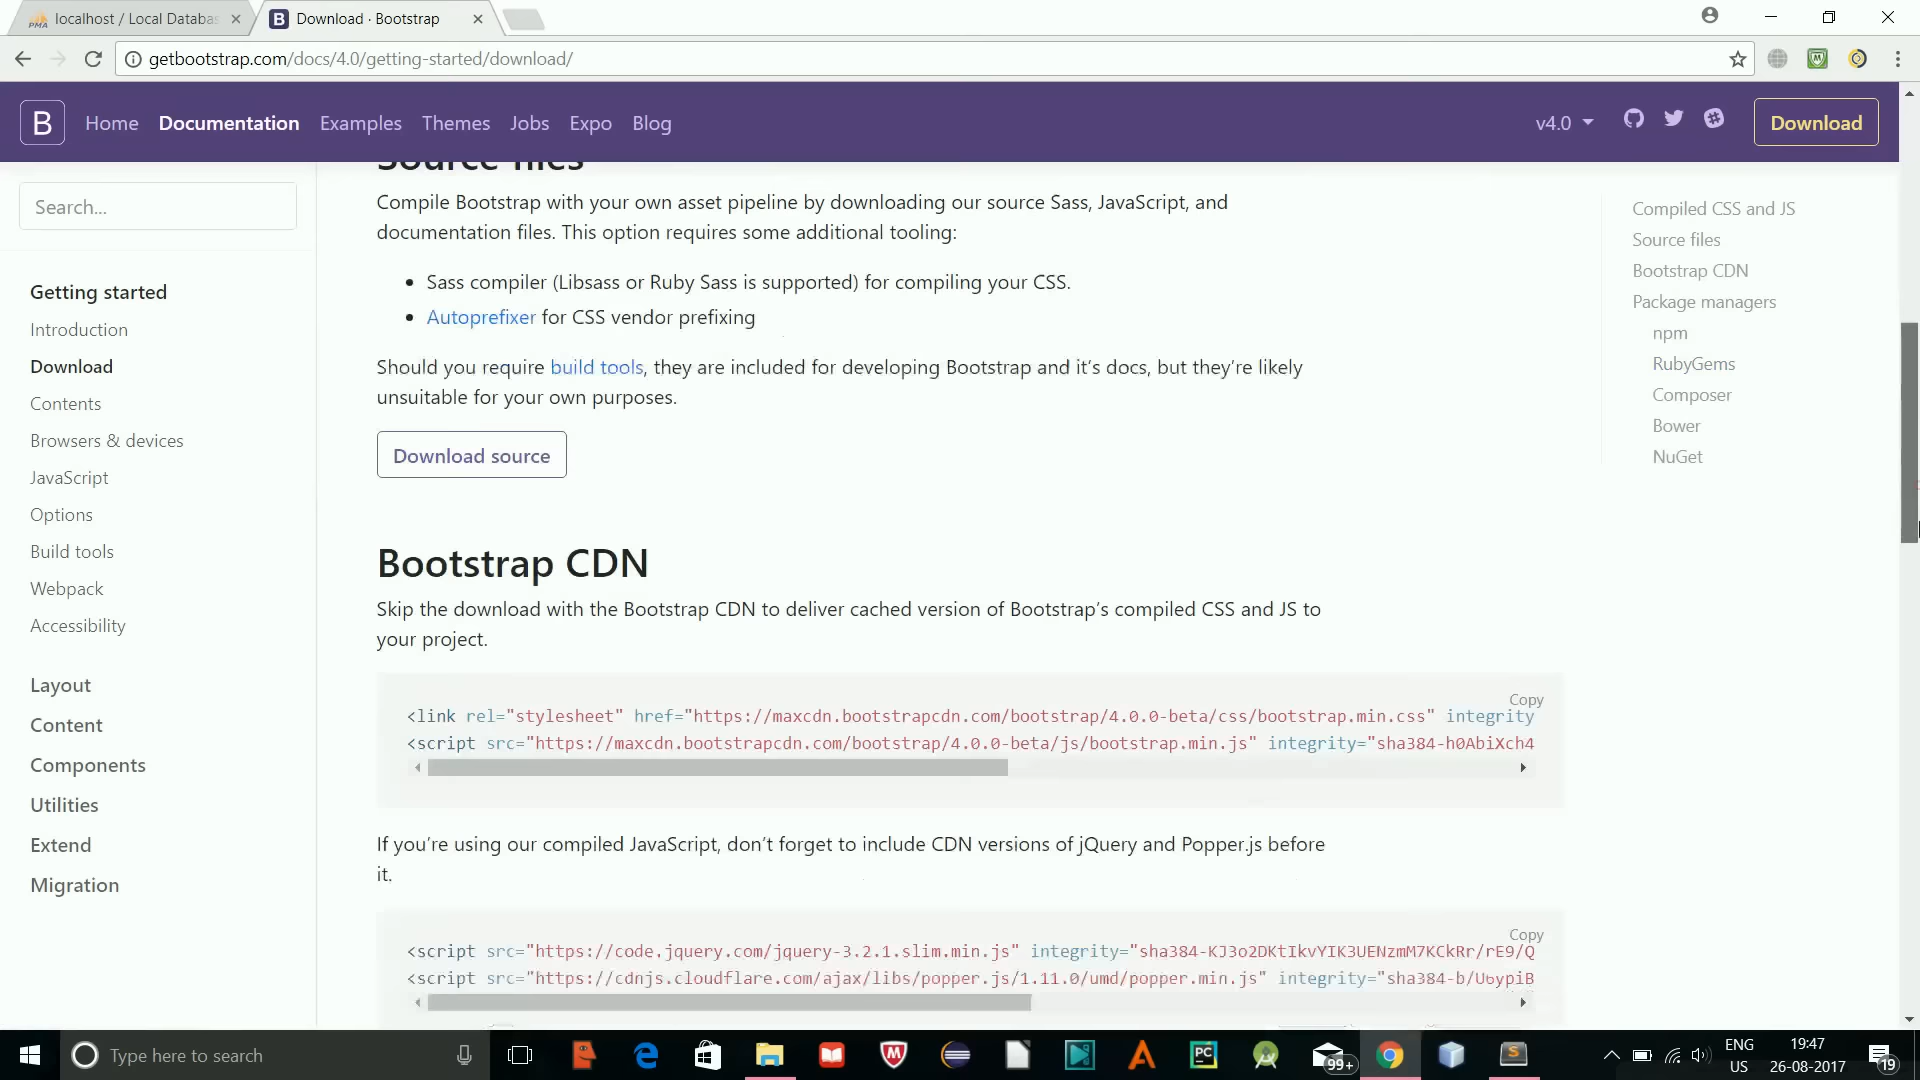 localhost / Local Databas
Download · Bootstrap
getbootstrap.com/docs/4.0/getting-started/download/
B
Home
Documentation
Examples
Themes
Jobs
Expo
Blog
v4.0
Download
Search...
Getting started
Introduction
Download
Contents
Browsers & devices
JavaScript
Options
Build tools
Webpack
Accessibility
Layout
Content
Components
Utilities
Extend
Migration
Source files
Compile Bootstrap with your own asset pipeline by downloading our source Sass, JavaScript, and
documentation files. This option requires some additional tooling:
Sass compiler (Libsass or Ruby Sass is supported) for compiling your CSS.
Autoprefixer for CSS vendor prefixing
Should you require build tools, they are included for developing Bootstrap and it's docs, but they're likely
unsuitable for your own purposes.
Download source
Bootstrap CDN
Skip the download with the Bootstrap CDN to deliver cached version of Bootstrap's compiled CSS and JS to
your project.
Copy
<link rel="stylesheet" href="https://maxcdn.bootstrapcdn.com/bootstrap/4.0.0-beta/css/bootstrap.min.css" integrity
<script src="https://maxcdn.bootstrapcdn.com/bootstrap/4.0.0-beta/js/bootstrap.min.js" integrity="sha384-h0AbiXch4
If you're using our compiled JavaScript, don't forget to include CDN versions of jQuery and Popper.js before
it.
Copy
<script src="https://code.jquery.com/jquery-3.2.1.slim.min.js" integrity="sha384-KJ3o2DKtIkvYIK3UENzmM7KCkRr/rE9/Q
<script src="https://cdnjs.cloudflare.com/ajax/libs/popper.js/1.11.0/umd/popper.min.js" integrity="sha384-b/U6ypiB
Compiled CSS and JS
Source files
Bootstrap CDN
Package managers
npm
RubyGems
Composer
Bower
NuGet
Type here to search
99+
ENG
US
19:47
26-08-2017
19